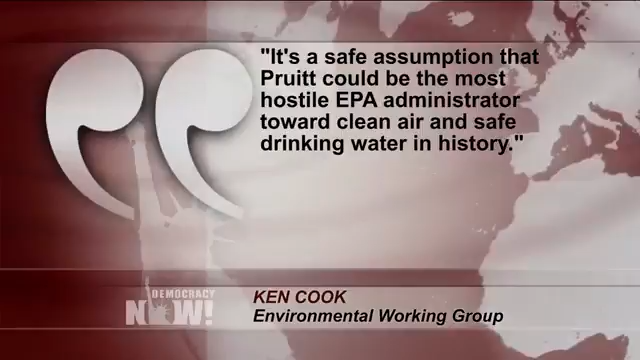 "It's a safe assumption that
Pruitt could be the most
hostile EPA administrator
toward clean air and safe
drinking water in history."
DEMOCRACY
NOW!
KEN COOK
Environmental Working Group